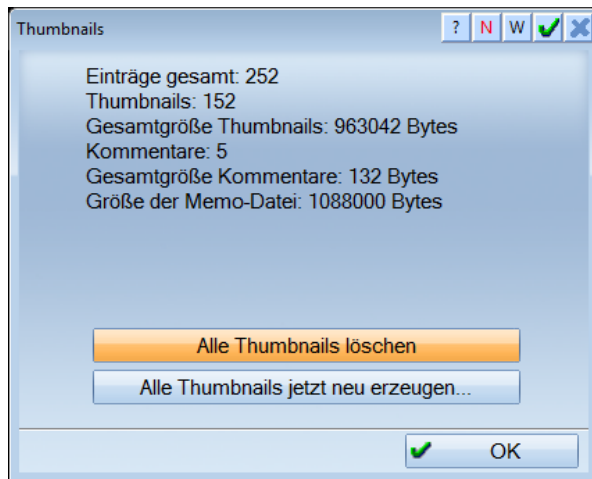 Thumbnails ? N W
Einträge gesamt: 252
Thumbnails: 152
Gesamtgröße Thumbnails: 963042 Bytes
Kommentare: 5
Gesamtgröße Kommentare: 132 Bytes
Größe der Memo-Datei: 1088000 Bytes
Alle Thumbnails löschen
Alle Thumbnails jetzt neu erzeugen...
OK